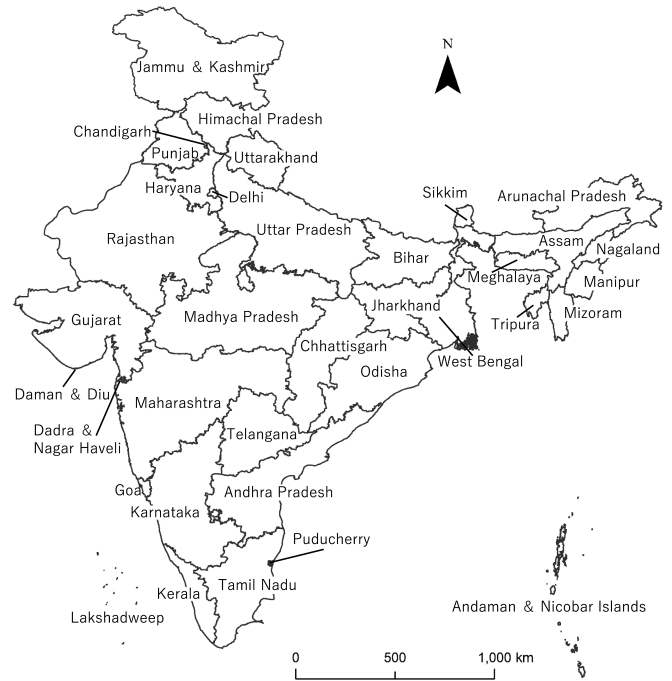 N
Jammu & Kashmir
Himachal Pradesh
Chandigarh
Punjab
Uttarakhand
Haryana
Delhi
Sikkim
Arunachal Pradesh
Rajasthan
Uttar Pradesh
Assam
Nagaland
Bihar
Meghalaya
Manipur
Gujarat
Madhya Pradesh
Jharkhand
Mizoram
Tripura
Chhattisgarh
West Bengal
Odisha
Daman & Diu
Maharashtra
Dadra &
Nagar Haveli
Telangana
Goa
Andhra Pradesh
Karnataka
Puducherry
Tamil Nadu
Kerala
Andaman & Nicobar Islands
Lakshadweep
0 500 1,000 km